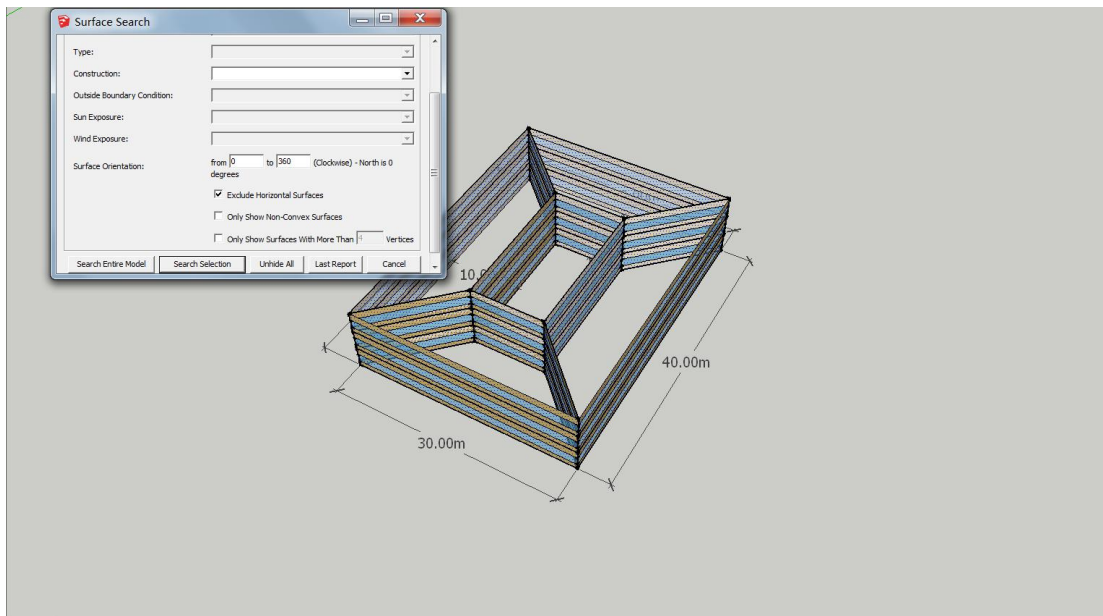 Surface Search
Type:
Construction:
Outside Boundary Condition:
Sun Exposure:
Wind Exposure:
Surface Orientation:
from 0 to 360 (Clockwise) - North is 0
degrees
Exclude Horizontal Surfaces
Only Show Non-Convex Surfaces
Only Show Surfaces With More Than 4 Vertices
Search Entire Model Search Selection Unhide All Last Report Cancel
40.00m
30.00m